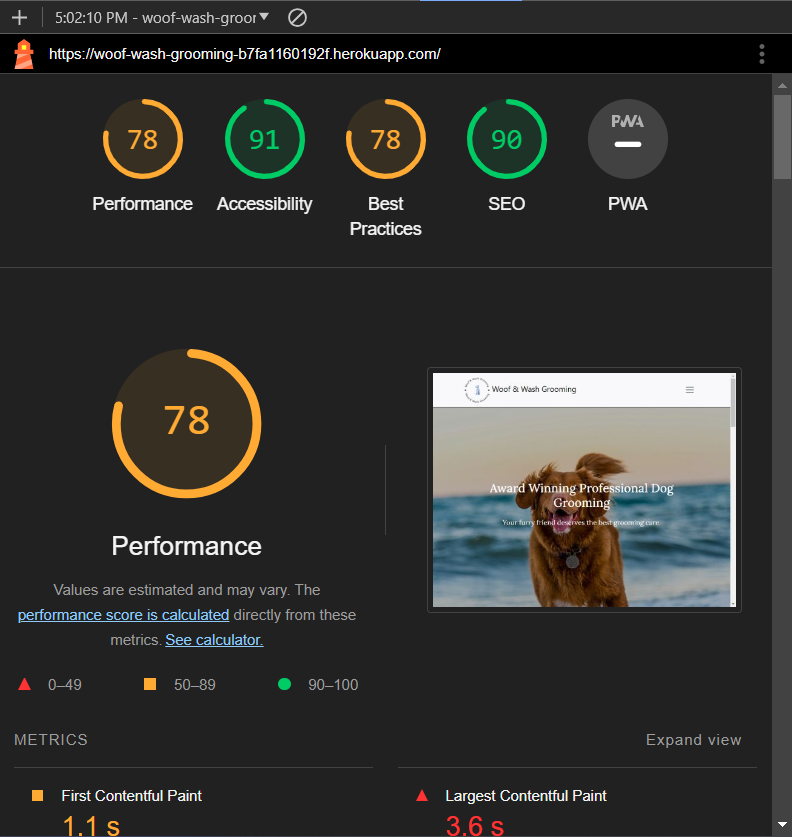 5:02:10 PM - woof-wash-groor
https://woof-wash-grooming-b7fa1160192f.herokuapp.com/
78 91 78 90 PWA
Performance Accessibility Best Practices SEO PWA
78
Performance
Values are estimated and may vary. The
performance score is calculated directly from these
metrics. See calculator.
0–49 50–89 90–100
Woof & Wash Grooming
Award Winning Professional Dog
Grooming
Your furry friend deserves the best grooming care.
METRICS Expand view
First Contentful Paint Largest Contentful Paint
1.1 s 3.6 s